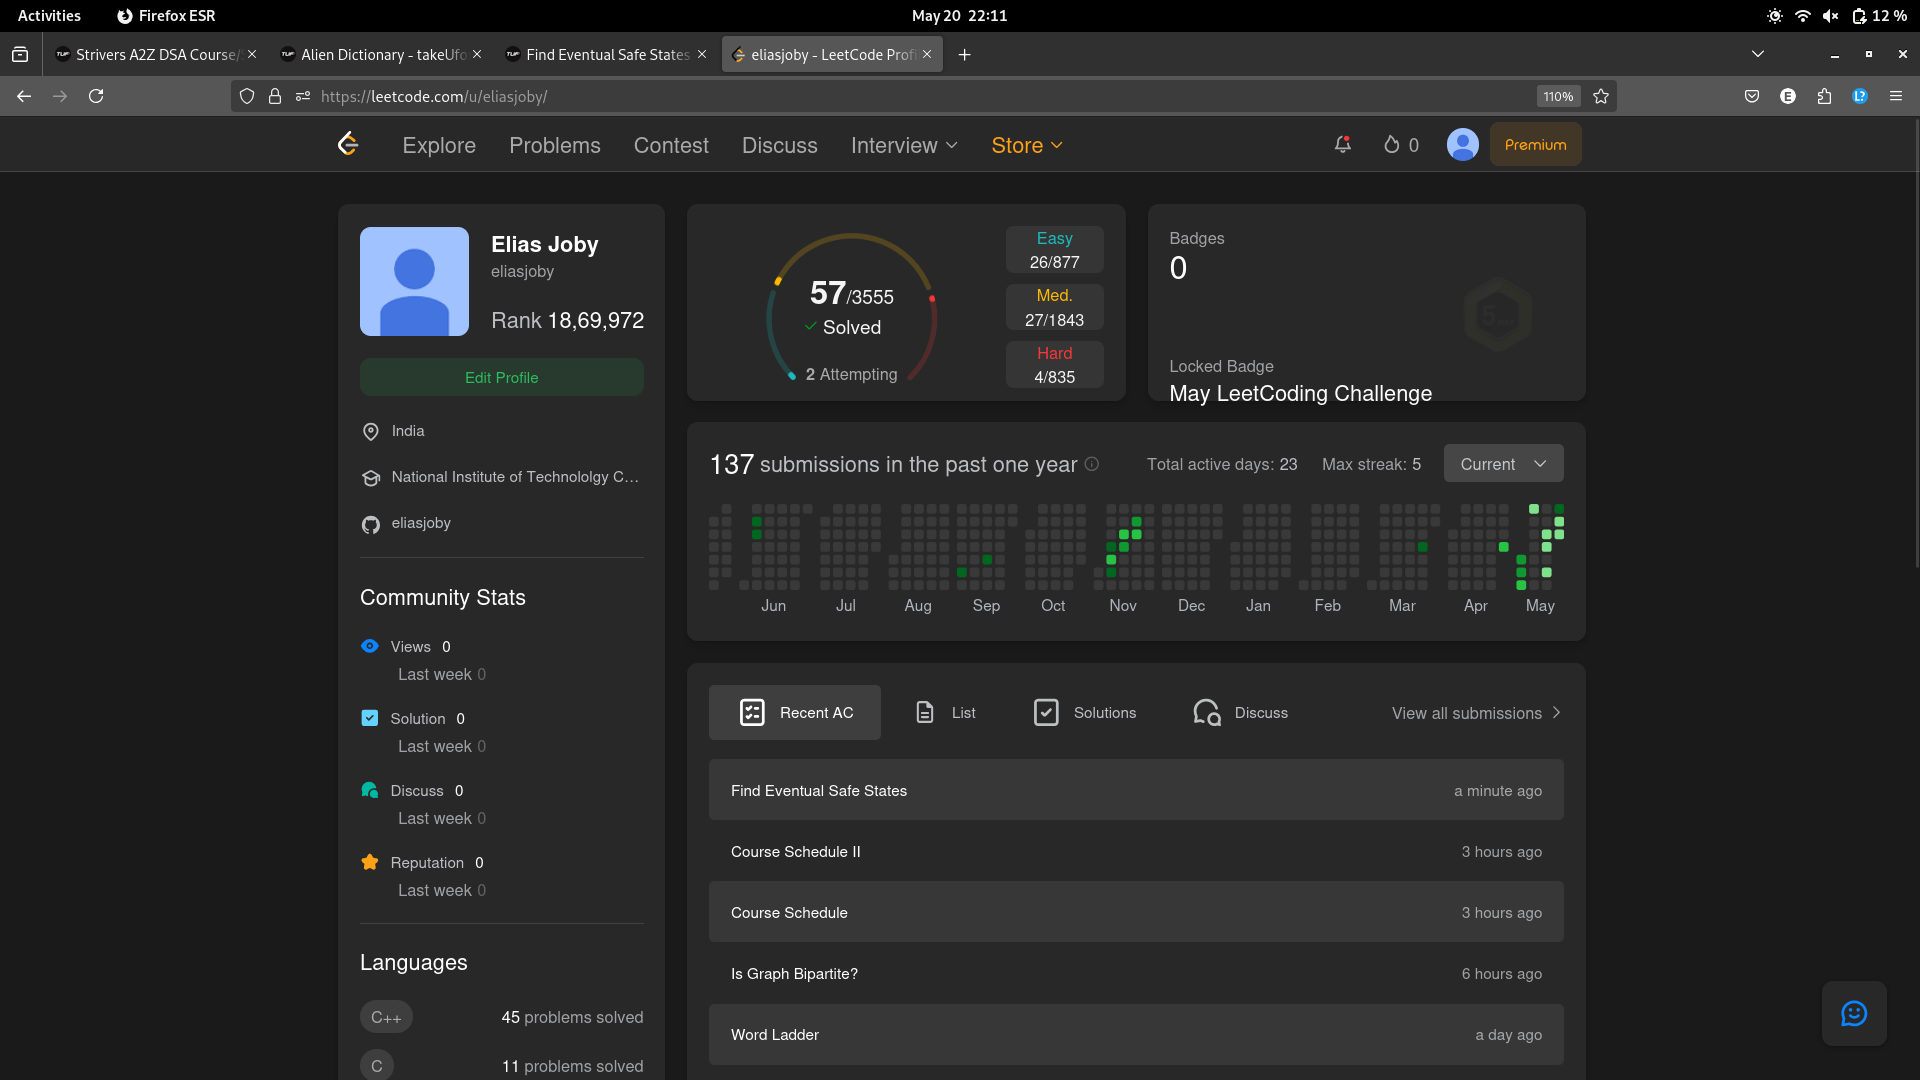 Activities
Firefox ESR
May 20 22:11
12 %
Strivers A2Z DSA Course/
Alien Dictionary - takeUfo
Find Eventual Safe States
eliasjoby - LeetCode Profi
https://leetcode.com/u/eliasjoby/
110%
Explore
Problems
Contest
Discuss
Interview
Store
0
Premium
Elias Joby
eliasjoby
Rank 18,69,972
Edit Profile
India
National Institute of Technololgy C…
eliasjoby
Community Stats
Views 0
Last week 0
Solution 0
Last week 0
Discuss 0
Last week 0
Reputation 0
Last week 0
Languages
C++
45 problems solved
C
11 problems solved
57/3555
Solved
2 Attempting
Easy
26/877
Med.
27/1843
Hard
4/835
Badges
0
Locked Badge
May LeetCoding Challenge
137 submissions in the past one year
Total active days: 23
Max streak: 5
Current
Jun
Jul
Aug
Sep
Oct
Nov
Dec
Jan
Feb
Mar
Apr
May
Recent AC
List
Solutions
Discuss
View all submissions
Find Eventual Safe States
a minute ago
Course Schedule II
3 hours ago
Course Schedule
3 hours ago
Is Graph Bipartite?
6 hours ago
Word Ladder
a day ago